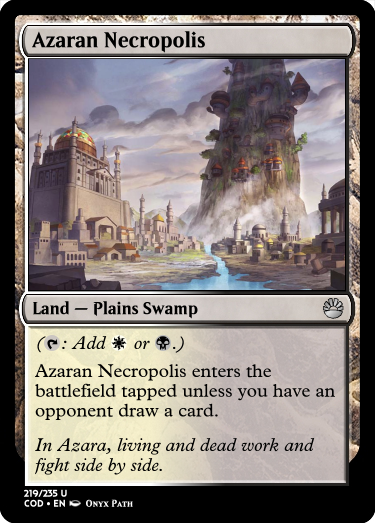 Azaran Necropolis
Land — Plains Swamp
(: Add or .)
Azaran Necropolis enters the
battlefield tapped unless you have an
opponent draw a card.
In Azara, living and dead work and
fight side by side.
219/235 U
COD • EN Onyx Path